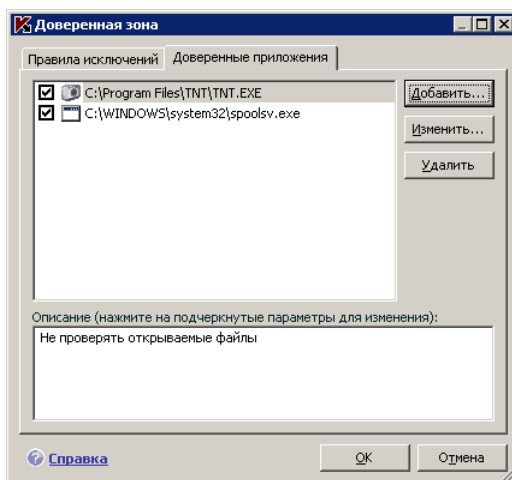 Доверенная зона
Правила исключений
Доверенные приложения
C:\Program Files\TNT\TNT.EXE
C:\WINDOWS\system32\spoolsv.exe
Добавить...
Изменить...
Удалить
Описание (нажмите на подчеркнутые параметры для изменения):
Не проверять открываемые файлы
Справка
OK
Отмена